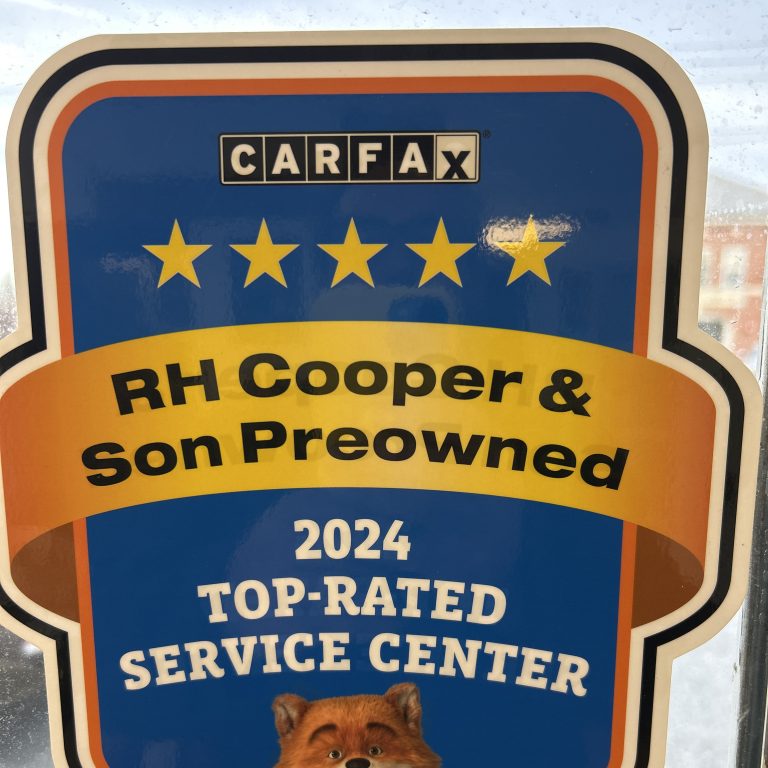 CARFAX
RH Cooper &
Son Preowned
2024
TOP-RATED
SERVICE CENTER